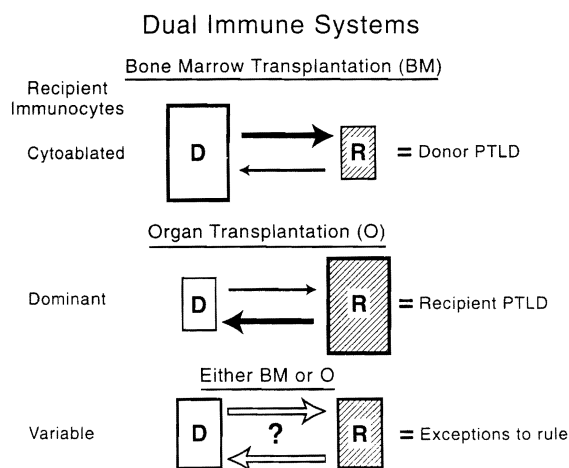 Dual Immune Systems
Bone Marrow Transplantation (BM)
Recipient
Immunocytes
Cytoablated
D
R
= Donor PTLD
Organ Transplantation (O)
Dominant
D
R
= Recipient PTLD
Either BM or O
Variable
D
?
R
= Exceptions to rule